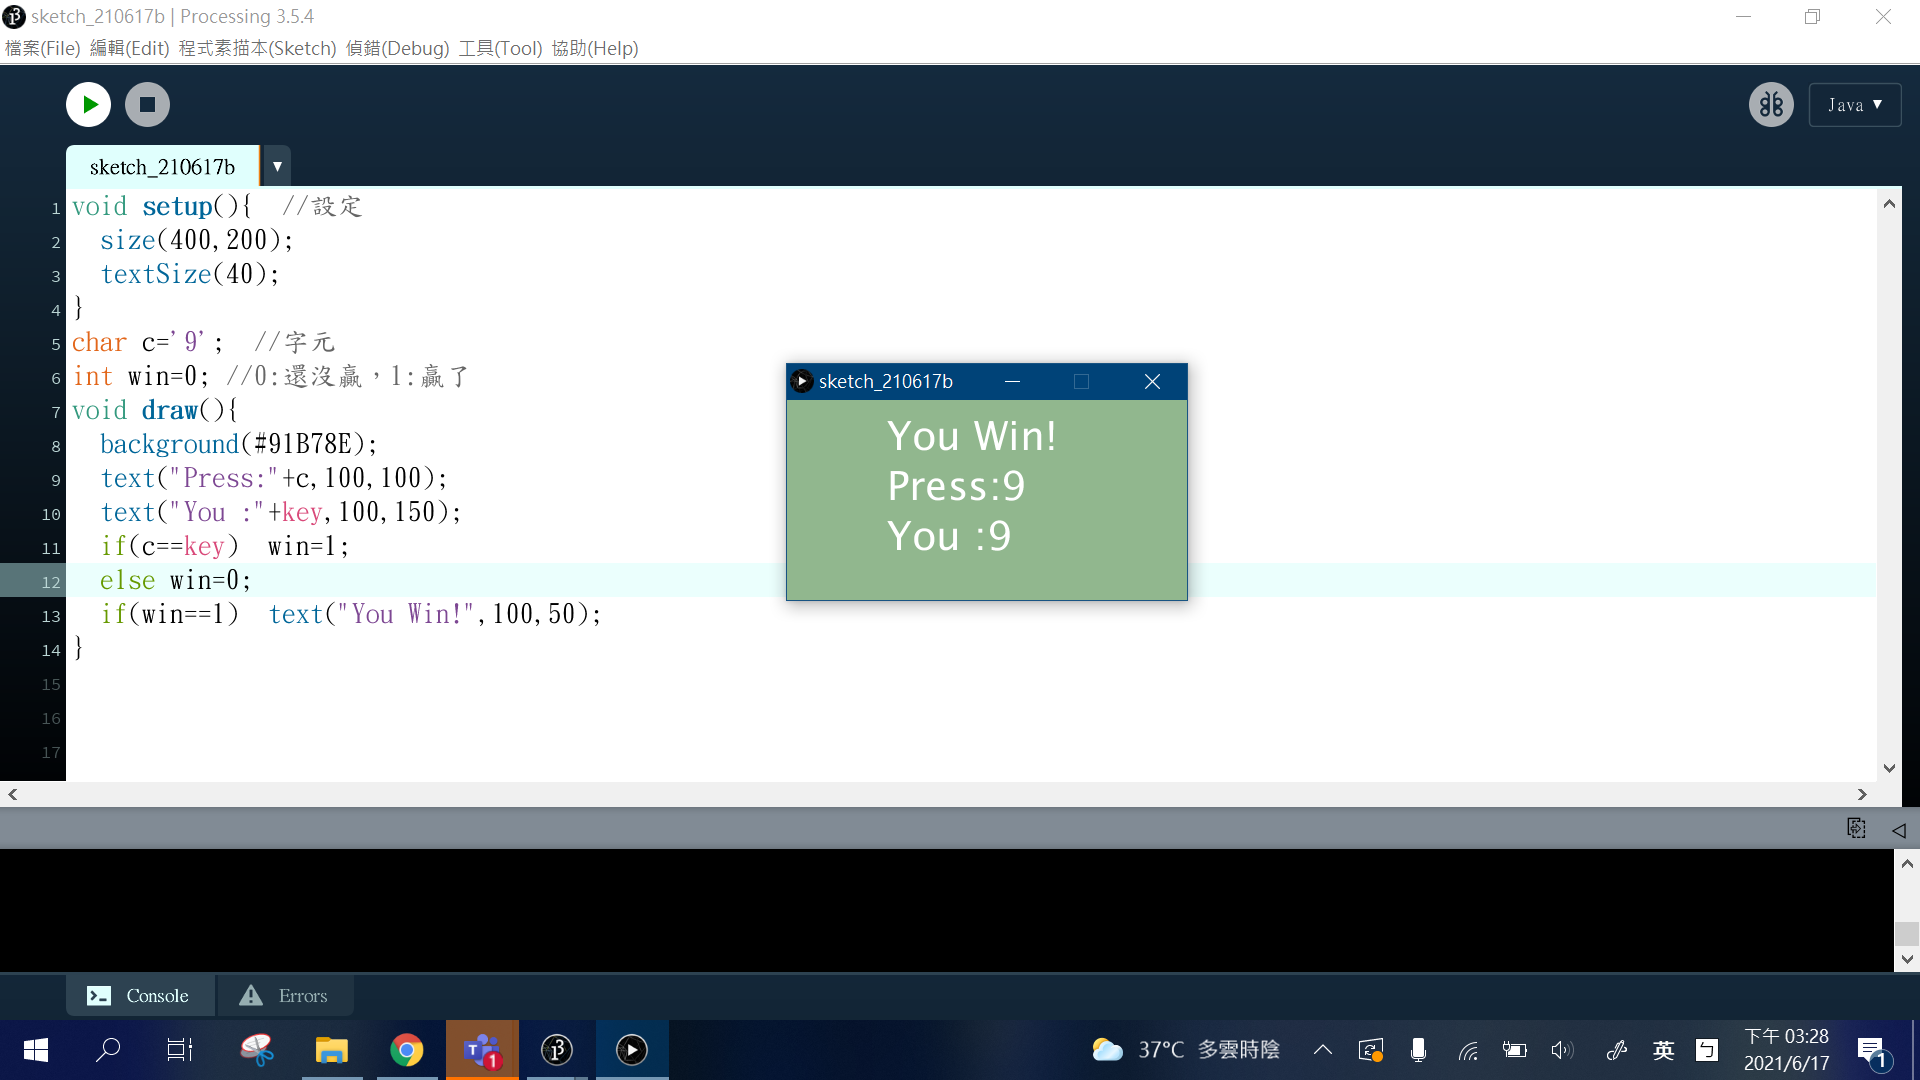 sketch_210617b | Processing 3.5.4
檔案(File) 編輯(Edit) 程式素描本(Sketch) 偵錯(Debug) 工具(Tool) 協助(Help)
Java ▼
sketch_210617b ▼
1 void setup(){  //設定
2   size(400,200);
3   textSize(40);
4 }
5 char c='9';  //字元
6 int win=0; //0:還沒贏，1:贏了
7 void draw(){
8   background(#91B78E);
9   text("Press:"+c,100,100);
10   text("You :"+key,100,150);
11   if(c==key)  win=1;
12   else win=0;
13   if(win==1)  text("You Win!",100,50);
14 }
15
16
17
sketch_210617b
You Win!
Press:9
You :9
Console
Errors
37°C 多雲時陰
英
下午 03:28
2021/6/17
1
1